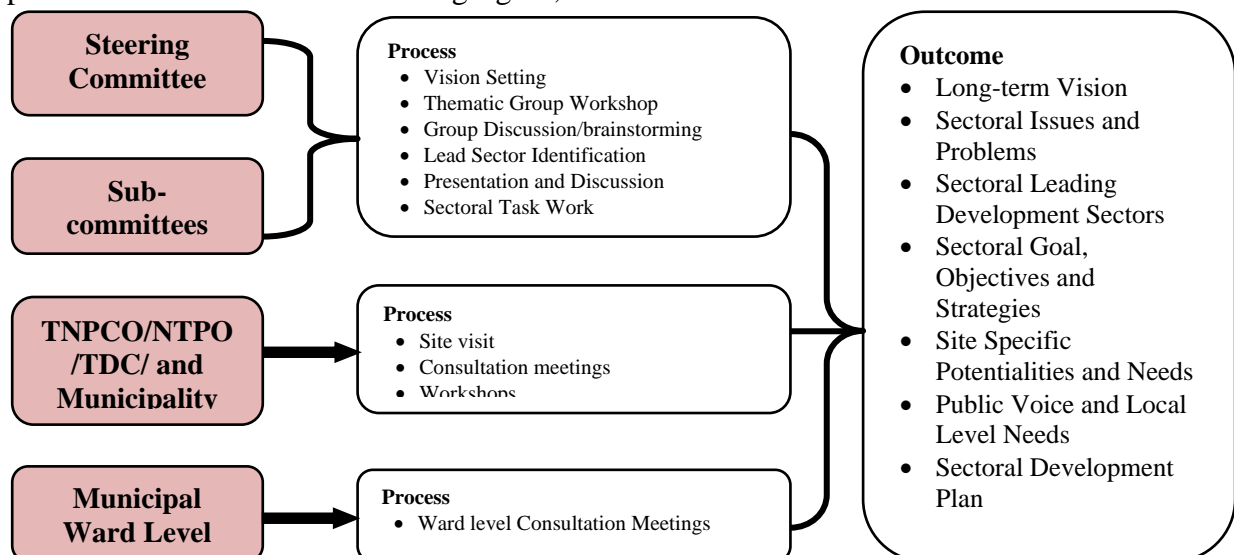 Steering
Committee
Process
• Vision Setting
• Thematic Group Workshop
• Group Discussion/brainstorming
• Lead Sector Identification
• Presentation and Discussion
• Sectoral Task Work
Sub-
committees
TNPCO/NTPO
/TDC/ and
Municipality
Process
• Site visit
• Consultation meetings
• Workshops
Municipal
Ward Level
Process
• Ward level Consultation Meetings
Outcome
• Long-term Vision
• Sectoral Issues and
Problems
• Sectoral Leading
Development Sectors
• Sectoral Goal,
Objectives and
Strategies
• Site Specific
Potentialities and Needs
• Public Voice and Local
Level Needs
• Sectoral Development
Plan